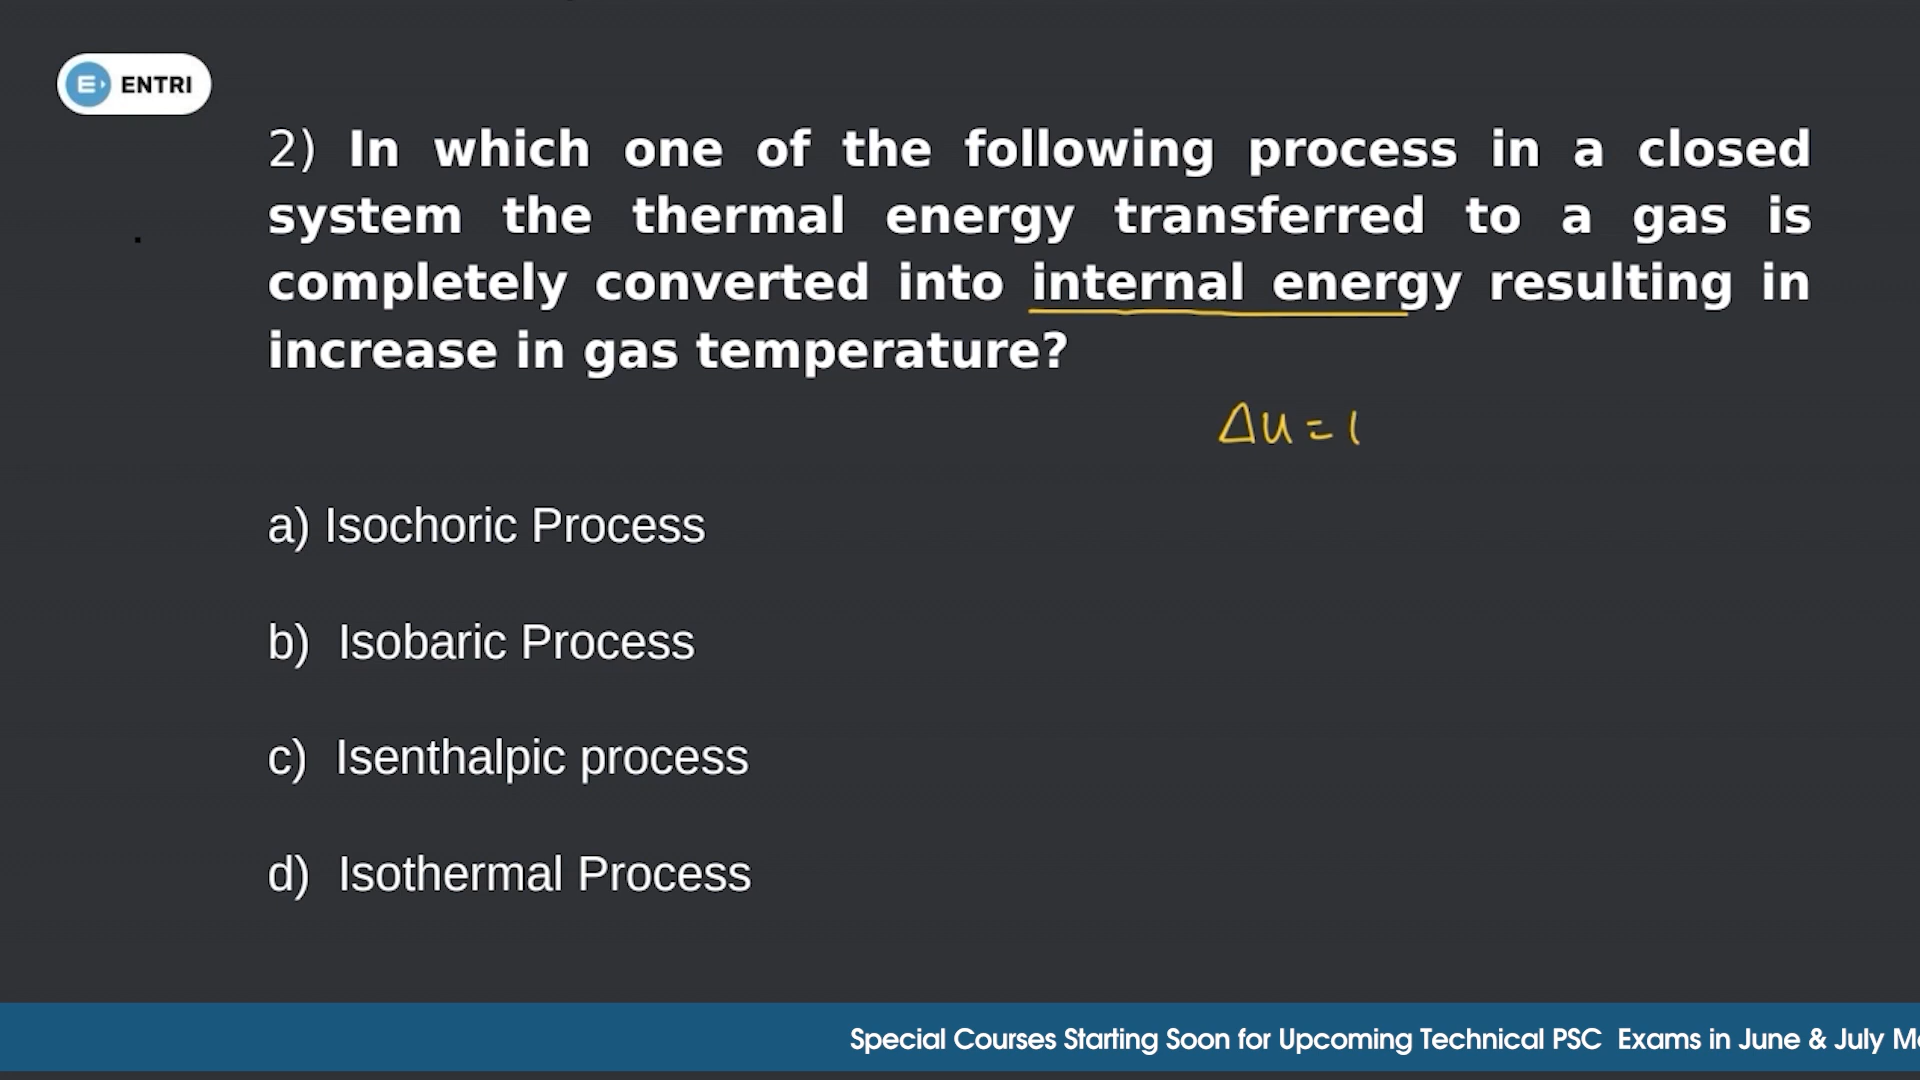 ENTRI
2) In which one of the following process in a closed
system the thermal energy transferred to a gas is
completely converted into internal energy resulting in
increase in gas temperature?
Δu = 1
a) Isochoric Process
b) Isobaric Process
c) Isenthalpic process
d) Isothermal Process
Special Courses Starting Soon for Upcoming Technical PSC Exams in June & July